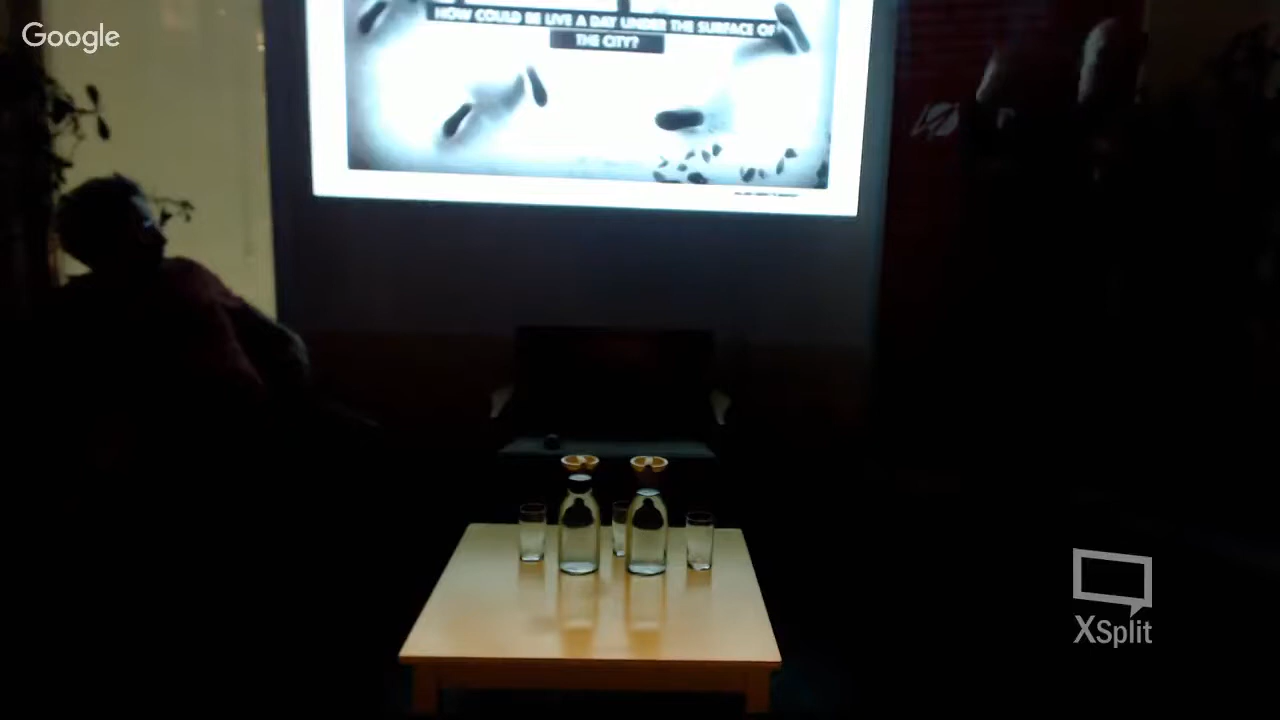 Google
HOW COULD BE LIVE A DAY UNDER THE SURFACE OF
THE CITY?
XSplit